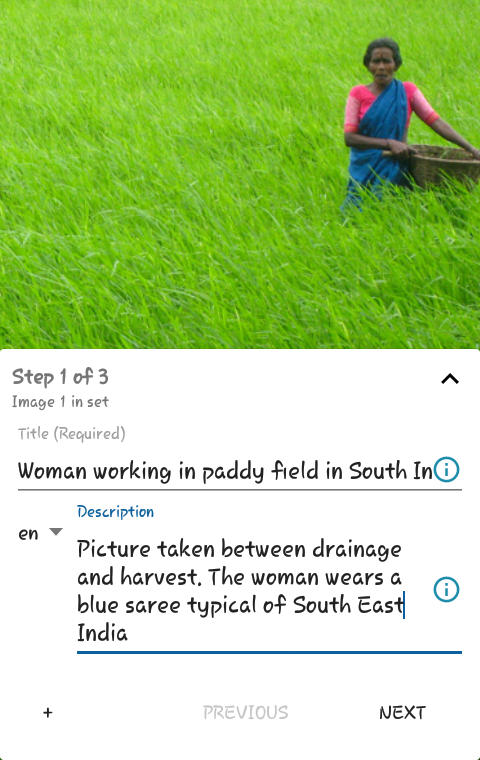 Step 1 of 3
Image 1 in set
Title (Required)
Woman working in paddy field in South In
Description
en
Picture taken between drainage
and harvest. The woman wears a
blue saree typical of South East
India
+
PREVIOUS
NEXT